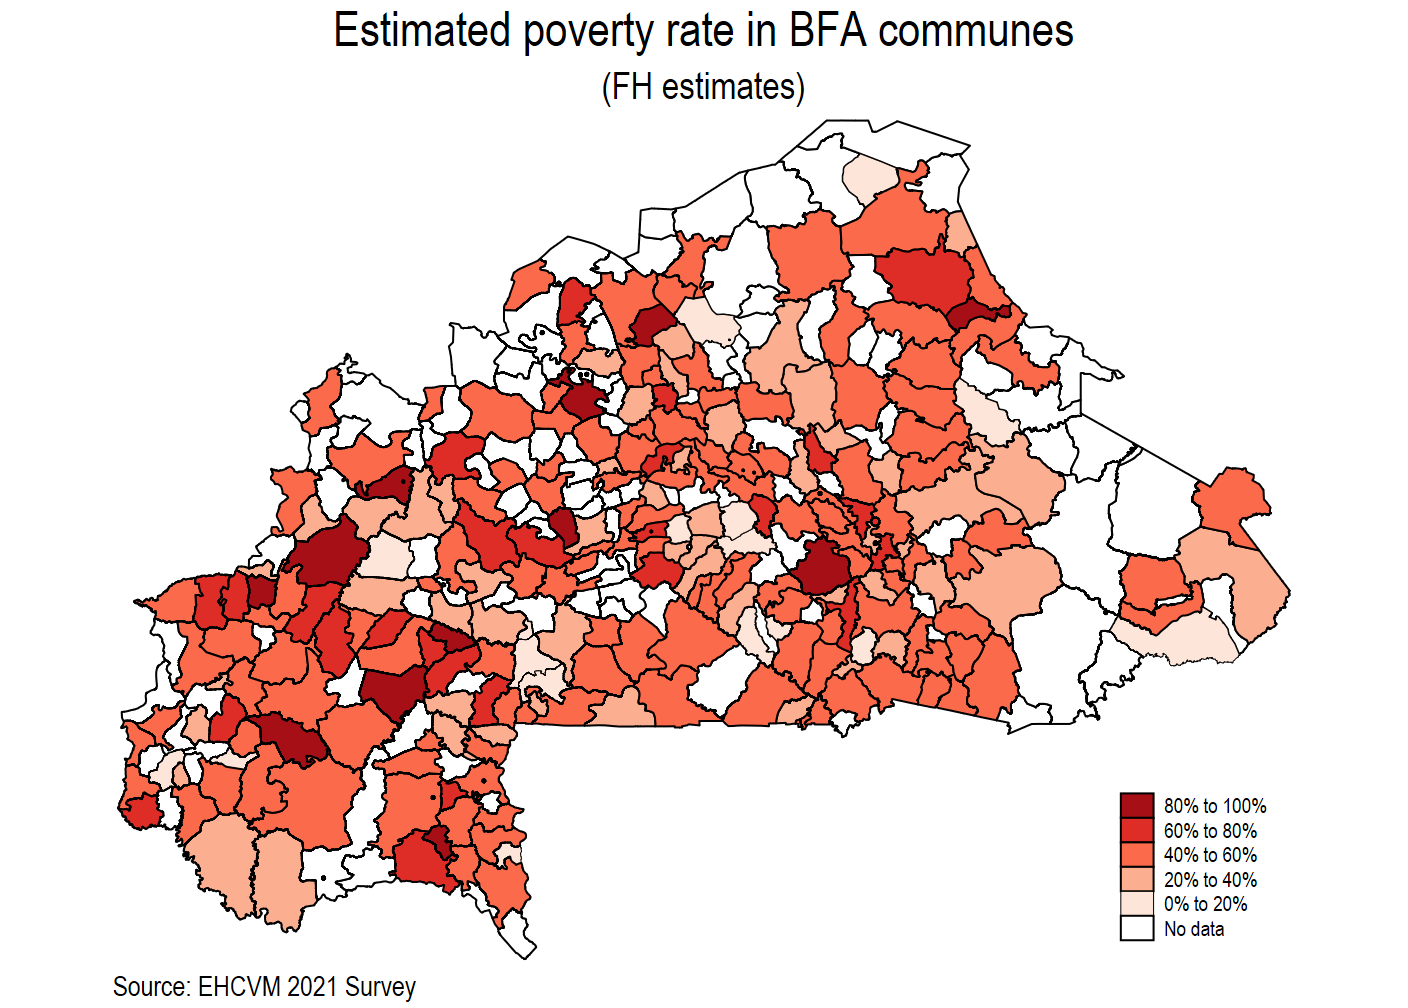 Estimated poverty rate in BFA communes
(FH estimates)
80% to 100%
60% to 80%
40% to 60%
20% to 40%
0% to 20%
No data
Source: EHCVM 2021 Survey